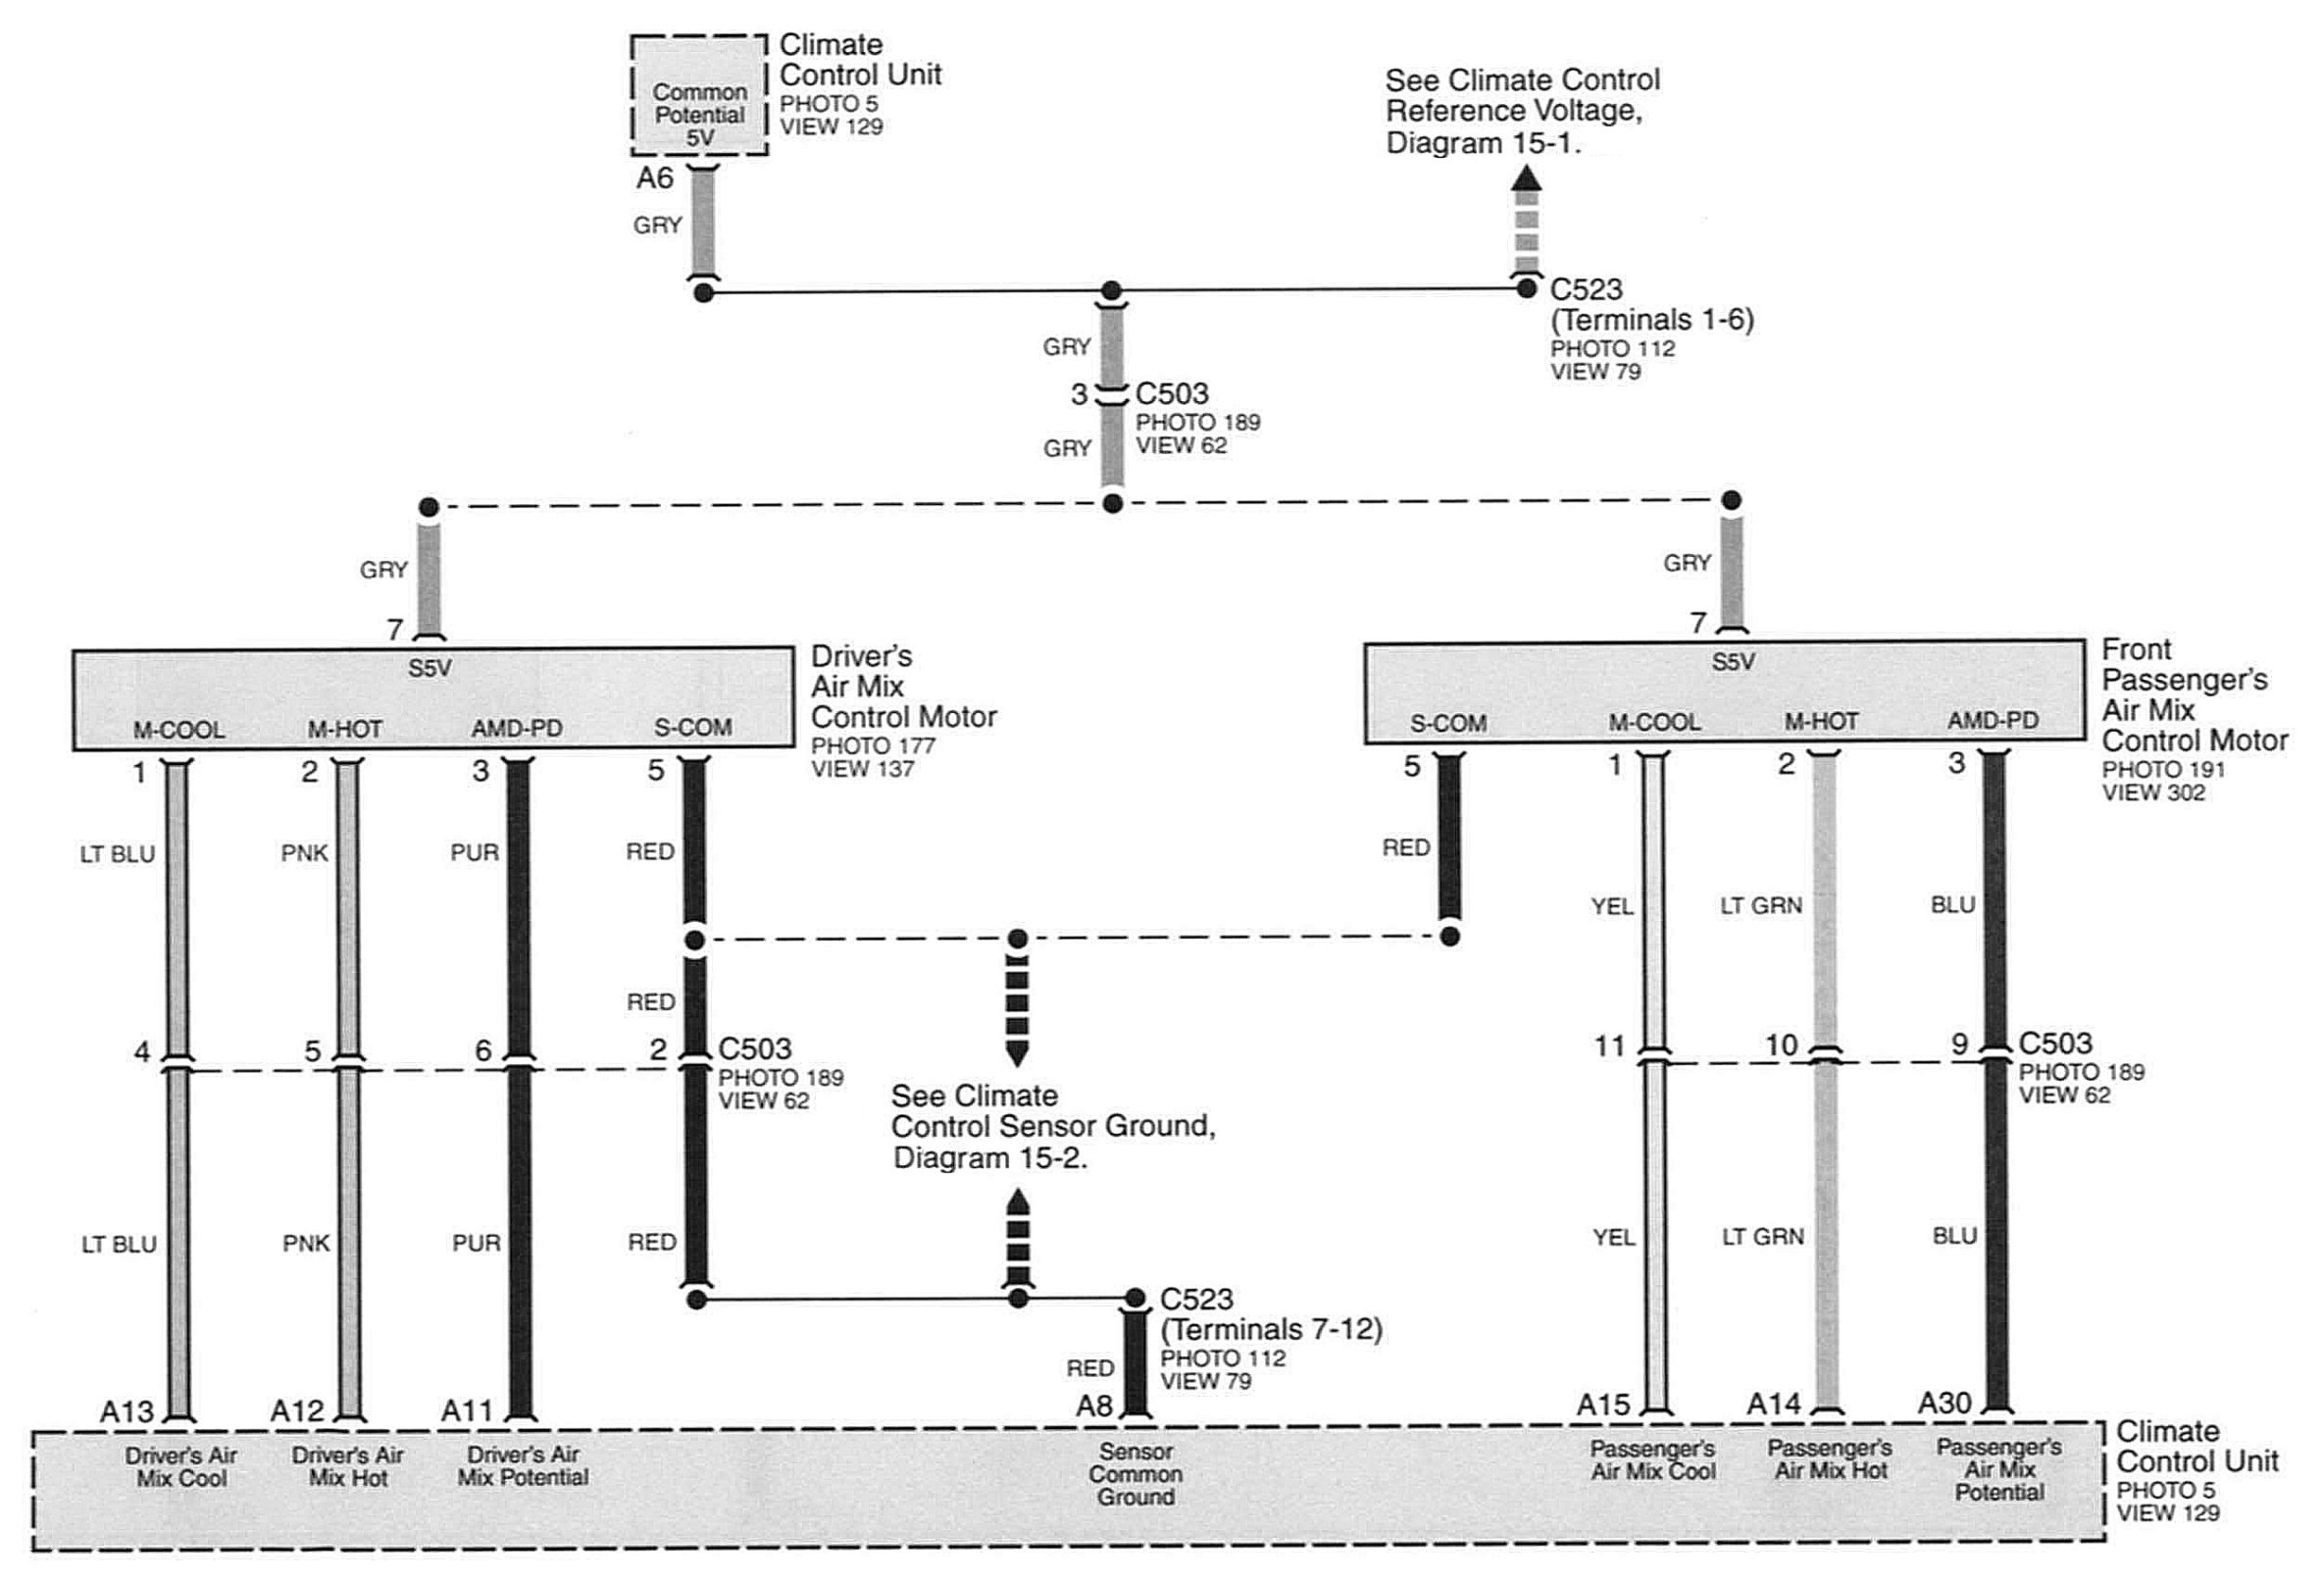 Climate
Control Unit
PHOTO 5
VIEW 129
Common
Potential
5V
A6
GRY
See Climate Control
Reference Voltage,
Diagram 15-1.
C523
(Terminals 1-6)
PHOTO 112
VIEW 79
GRY
3
C503
PHOTO 189
VIEW 62
GRY
GRY
7
GRY
7
S5V
M-COOL
M-HOT
AMD-PD
S-COM
Driver's
Air Mix
Control Motor
PHOTO 177
VIEW 137
S5V
S-COM
M-COOL
M-HOT
AMD-PD
Front
Passenger's
Air Mix
Control Motor
PHOTO 191
VIEW 302
1
2
3
5
5
1
2
3
LT BLU
PNK
PUR
RED
RED
YEL
LT GRN
BLU
RED
4
5
6
2
C503
PHOTO 189
VIEW 62
11
10
9
C503
PHOTO 189
VIEW 62
See Climate
Control Sensor Ground,
Diagram 15-2.
LT BLU
PNK
PUR
RED
YEL
LT GRN
BLU
C523
(Terminals 7-12)
PHOTO 112
VIEW 79
RED
A13
A12
A11
A8
A15
A14
A30
Driver's Air
Mix Cool
Driver's Air
Mix Hot
Driver's Air
Mix Potential
Sensor
Common
Ground
Passenger's
Air Mix Cool
Passenger's
Air Mix Hot
Passenger's
Air Mix
Potential
Climate
Control Unit
PHOTO 5
VIEW 129